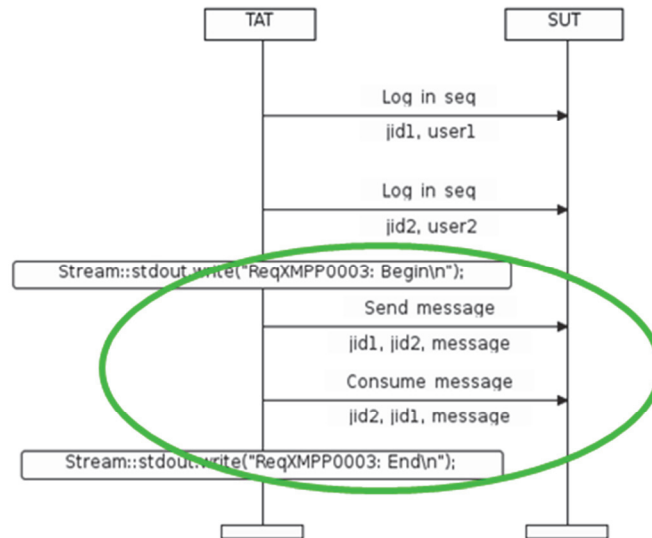 TAT SUT
Log in seq
jid1, user1
Log in seq
jid2, user2
Stream::stdout.write("ReqXMPP0003: Begin\n");
Send message
jid1, jid2, message
Consume message
jid2, jid1, message
Stream::stdout.write("ReqXMPP0003: End\n");